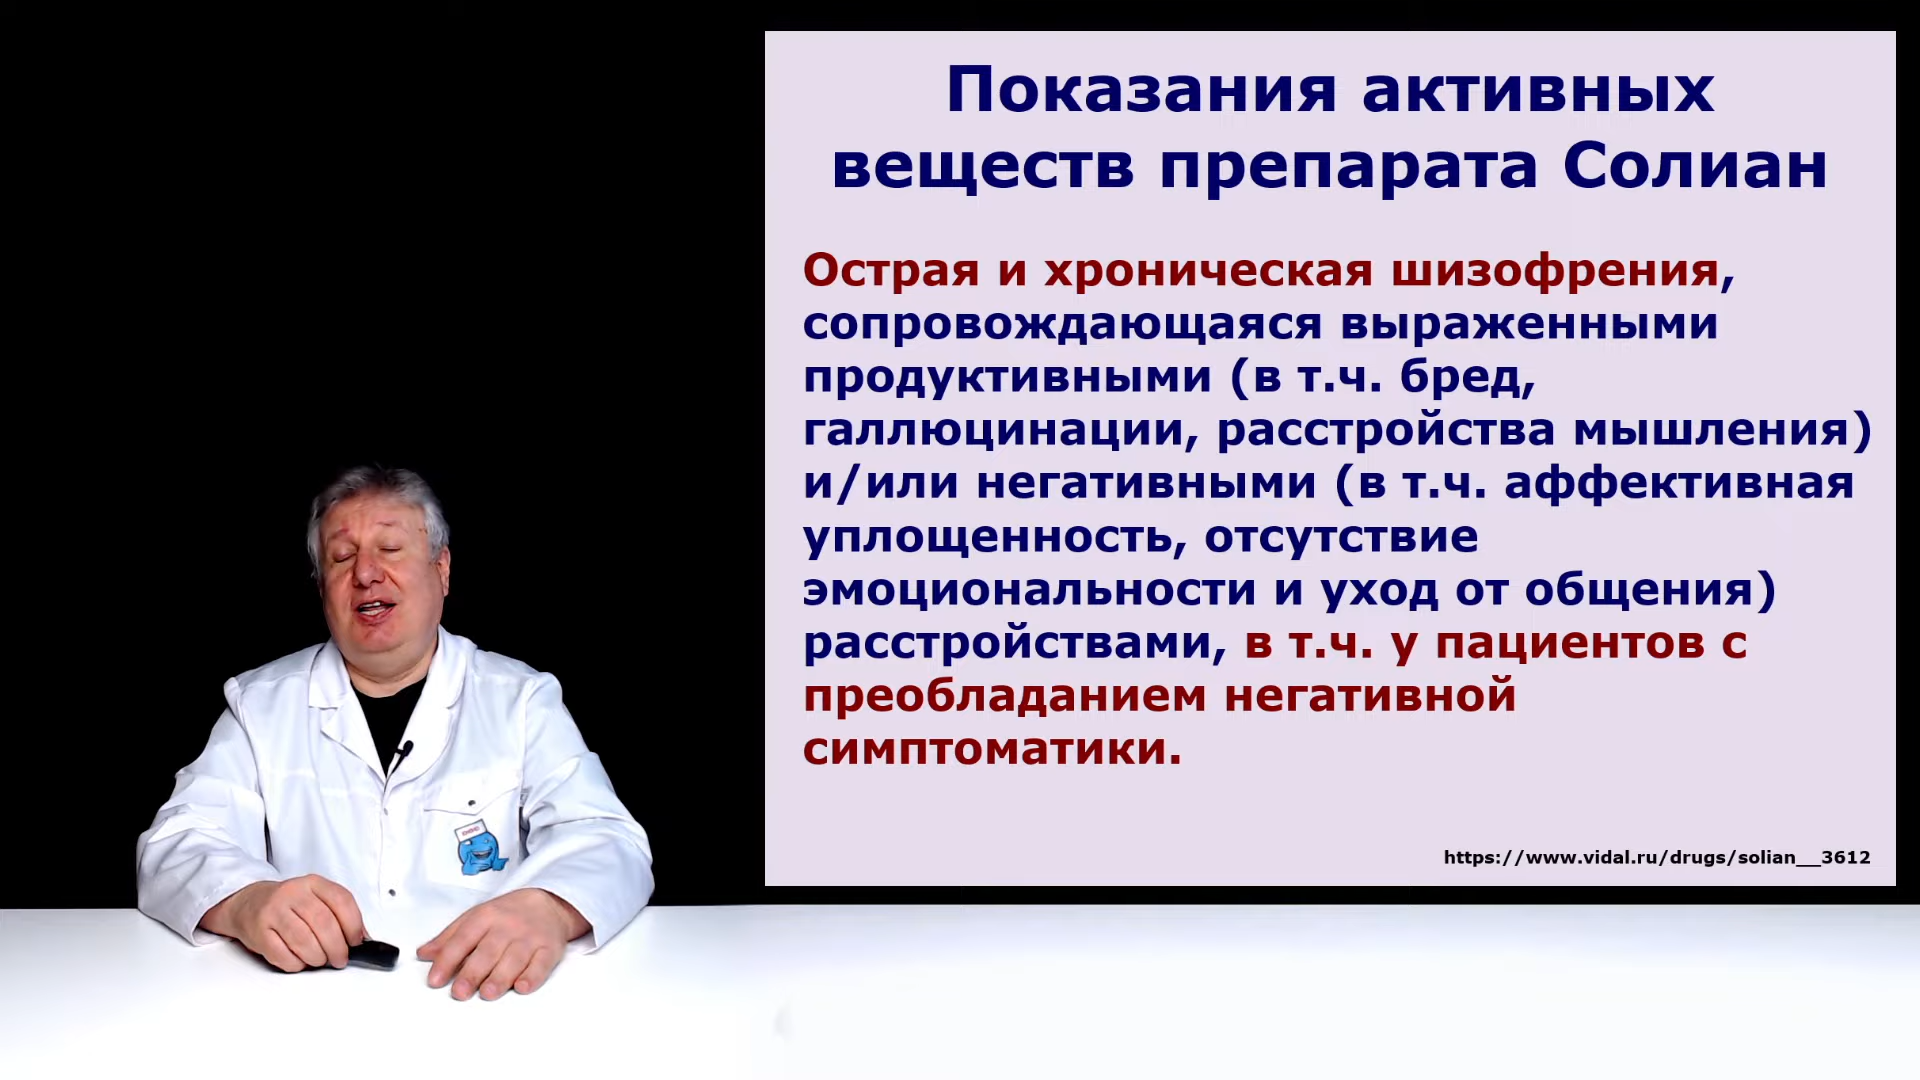 Показания активных
веществ препарата Солиан
Острая и хроническая шизофрения,
сопровождающаяся выраженными
продуктивными (в т.ч. бред,
галлюцинации, расстройства мышления)
и/или негативными (в т.ч. аффективная
уплощенность, отсутствие
эмоциональности и уход от общения)
расстройствами, в т.ч. у пациентов с
преобладанием негативной
симптоматики.
https://www.vidal.ru/drugs/solian__3612